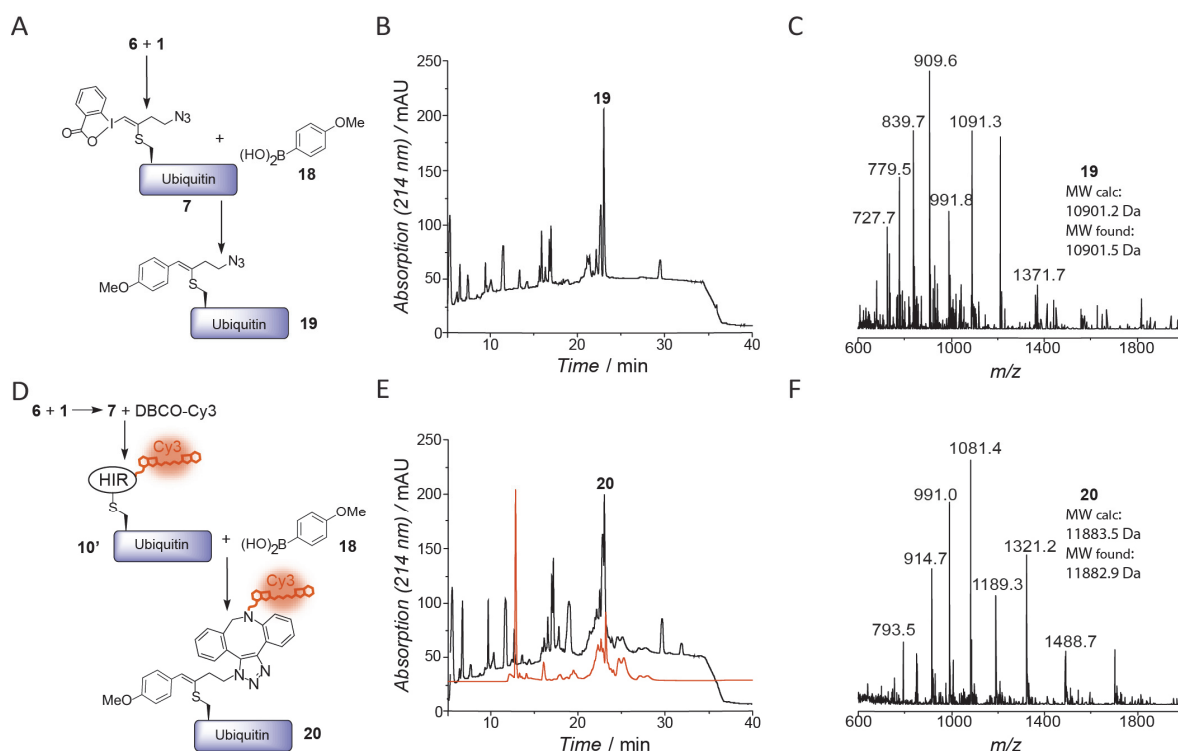 A
6 + 1
N3
I
O
O
S
+
OMe
(HO)2B
18
Ubiquitin
7
N3
MeO
S
Ubiquitin
19
B
Absorption (214 nm) / mAU
250
200
150
100
50
0
19
10
20
30
40
Time / min
C
909.6
839.7
1091.3
779.5
991.8
727.7
1371.7
19
MW calc:
10901.2 Da
MW found:
10901.5 Da
600
1000
1400
1800
m/z
D
6 + 1 → 7 + DBCO-Cy3
Cy3
HIR
S
10’
Ubiquitin
+
OMe
(HO)2B
18
Cy3
N
N
N
N
MeO
S
Ubiquitin
20
E
Absorption (214 nm) / mAU
250
200
150
100
50
0
20
10
20
30
40
Time / min
F
1081.4
991.0
914.7
1321.2
1189.3
793.5
1488.7
20
MW calc:
11883.5 Da
MW found:
11882.9 Da
600
1000
1400
1800
m/z